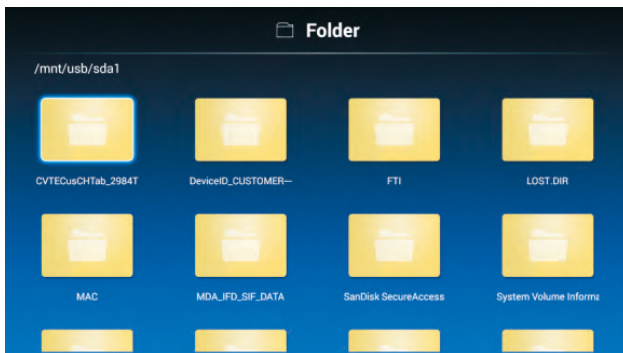 Folder
/mnt/usb/sda1
CVTECusCHTab_2984T
DeviceID_CUSTOMER—
FTI
LOST.DIR
MAC
MDA_IFD_SIF_DATA
SanDisk SecureAccess
System Volume Informa